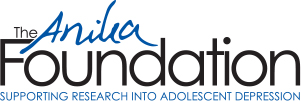 The Anika
Foundation
SUPPORTING RESEARCH INTO ADOLESCENT DEPRESSION